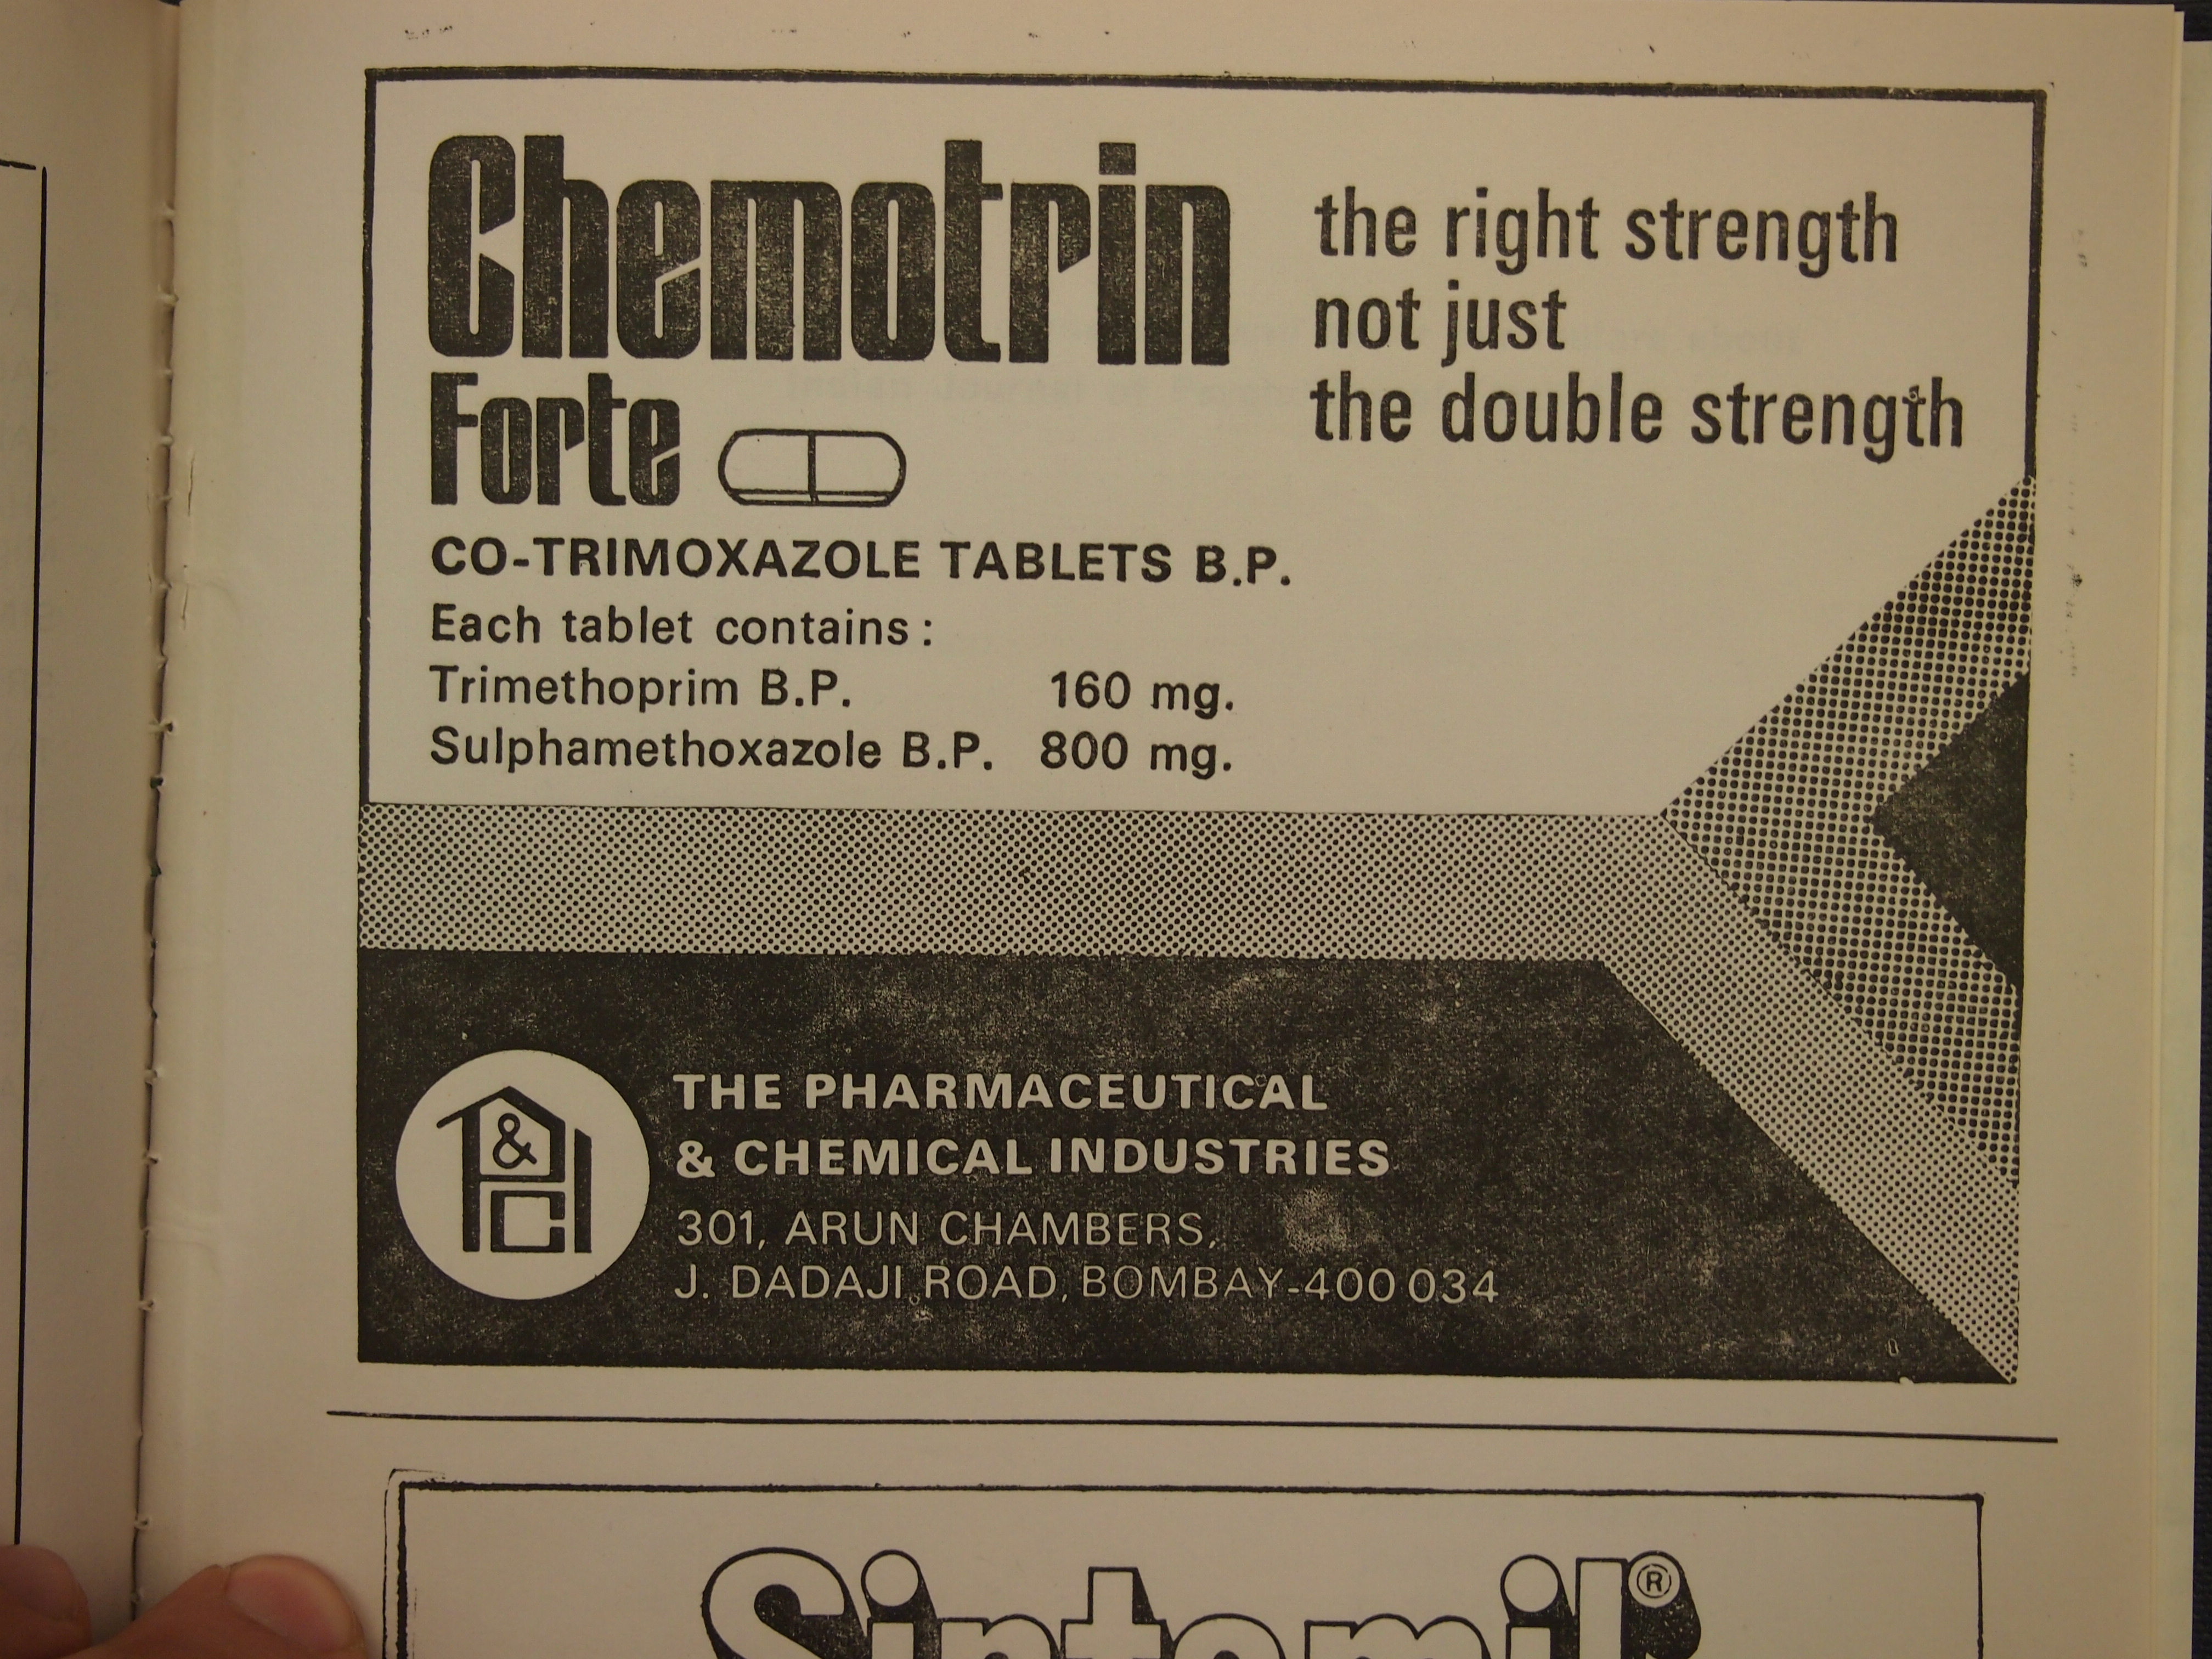 Chemotrin
Forte
the right strength
not just
the double strength
CO-TRIMOXAZOLE TABLETS B.P.
Each tablet contains :
Trimethoprim B.P. 160 mg.
Sulphamethoxazole B.P. 800 mg.
P&CI
THE PHARMACEUTICAL
& CHEMICAL INDUSTRIES
301, ARUN CHAMBERS,
J. DADAJI ROAD, BOMBAY-400 034
Sintomil®